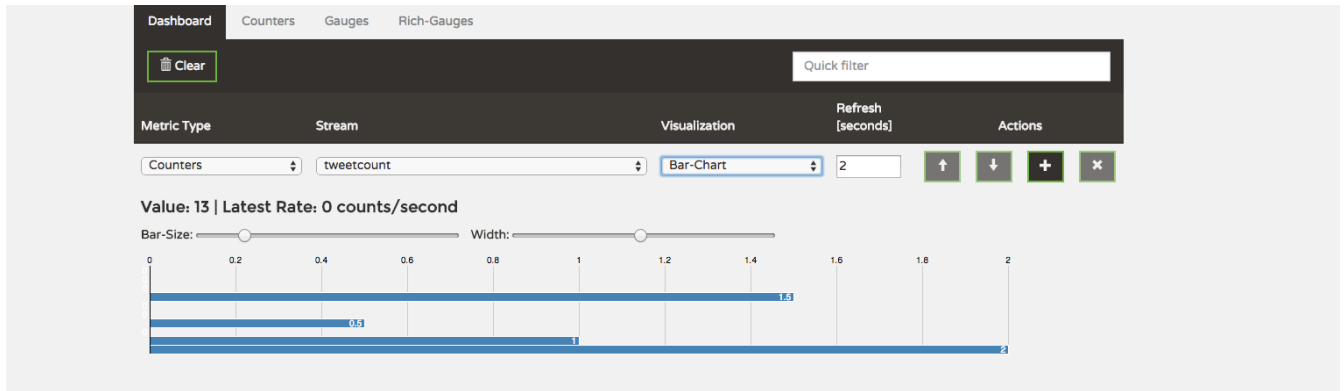 Dashboard Counters Gauges Rich-Gauges
Clear Quick filter
Metric Type Stream Visualization Refresh [seconds] Actions
Counters tweetcount Bar-Chart 2
Value: 13 | Latest Rate: 0 counts/second
Bar-Size: Width:
0 0.2 0.4 0.6 0.8 1 1.2 1.4 1.6 1.8 2
1.5
0.5
1
2